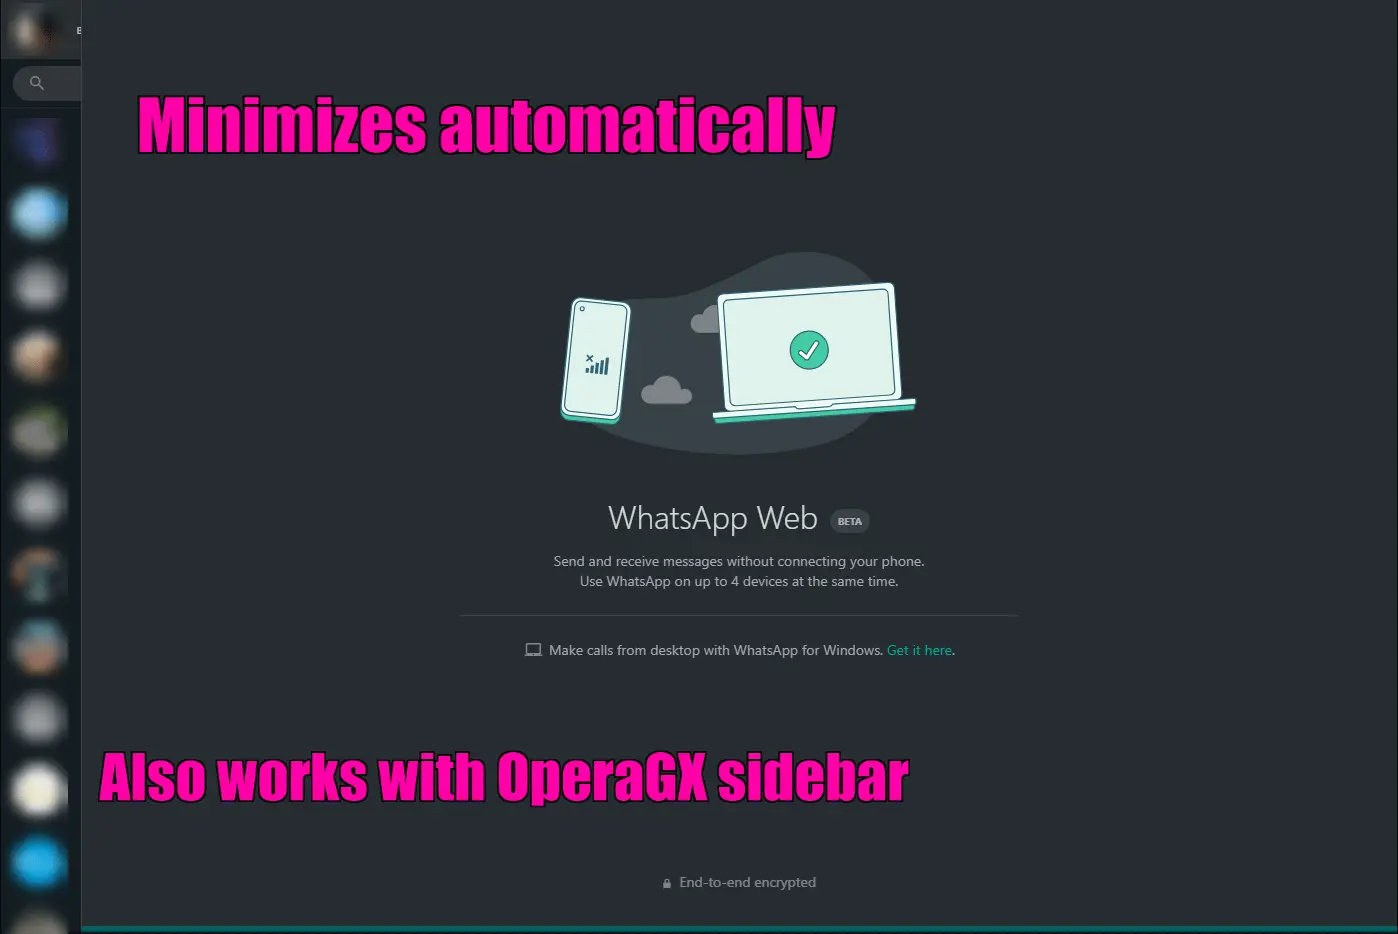 Minimizes automatically
WhatsApp Web BETA
Send and receive messages without connecting your phone.
Use WhatsApp on up to 4 devices at the same time.
Make calls from desktop with WhatsApp for Windows. Get it here.
Also works with OperaGX sidebar
End-to-end encrypted